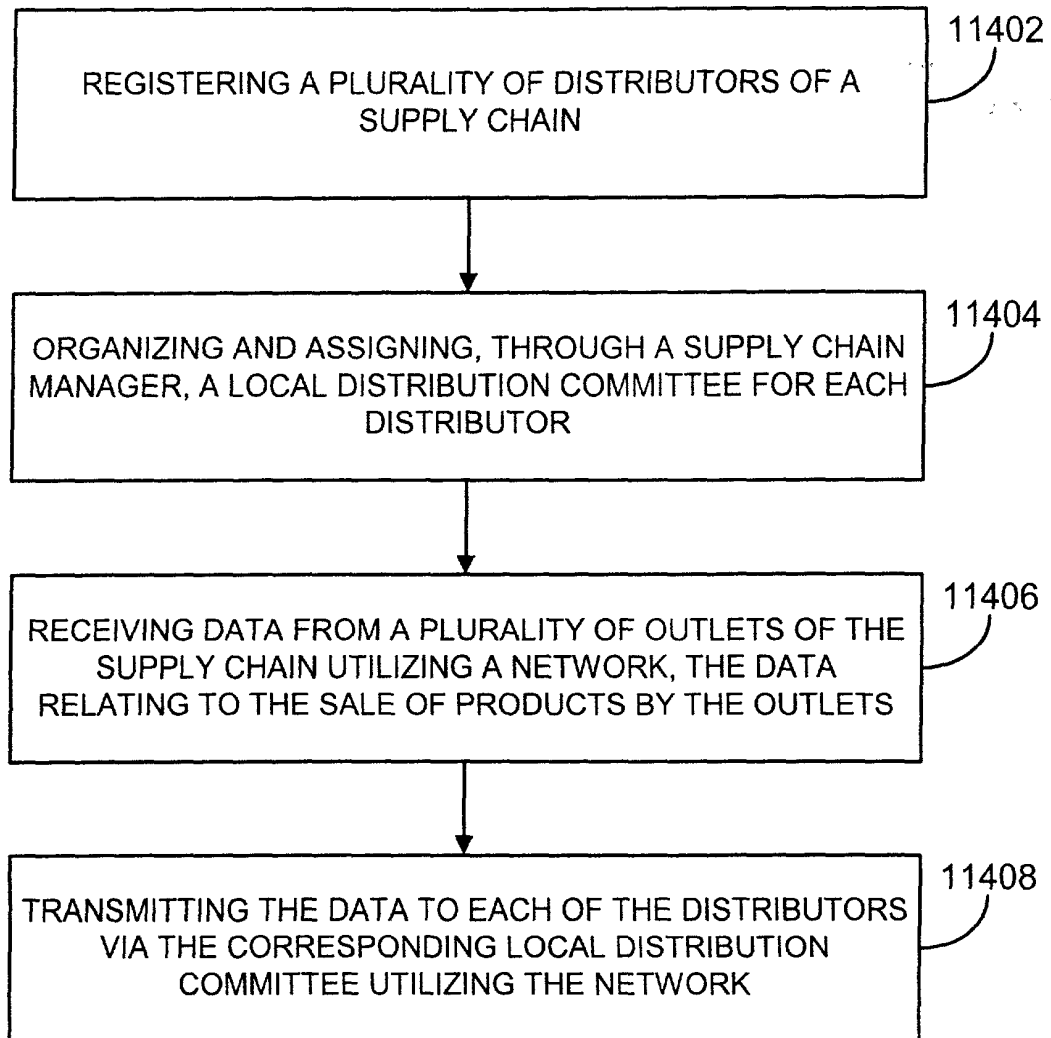 11402
REGISTERING A PLURALITY OF DISTRIBUTORS OF A
SUPPLY CHAIN
11404
ORGANIZING AND ASSIGNING, THROUGH A SUPPLY CHAIN
MANAGER, A LOCAL DISTRIBUTION COMMITTEE FOR EACH
DISTRIBUTOR
11406
RECEIVING DATA FROM A PLURALITY OF OUTLETS OF THE
SUPPLY CHAIN UTILIZING A NETWORK, THE DATA
RELATING TO THE SALE OF PRODUCTS BY THE OUTLETS
11408
TRANSMITTING THE DATA TO EACH OF THE DISTRIBUTORS
VIA THE CORRESPONDING LOCAL DISTRIBUTION
COMMITTEE UTILIZING THE NETWORK